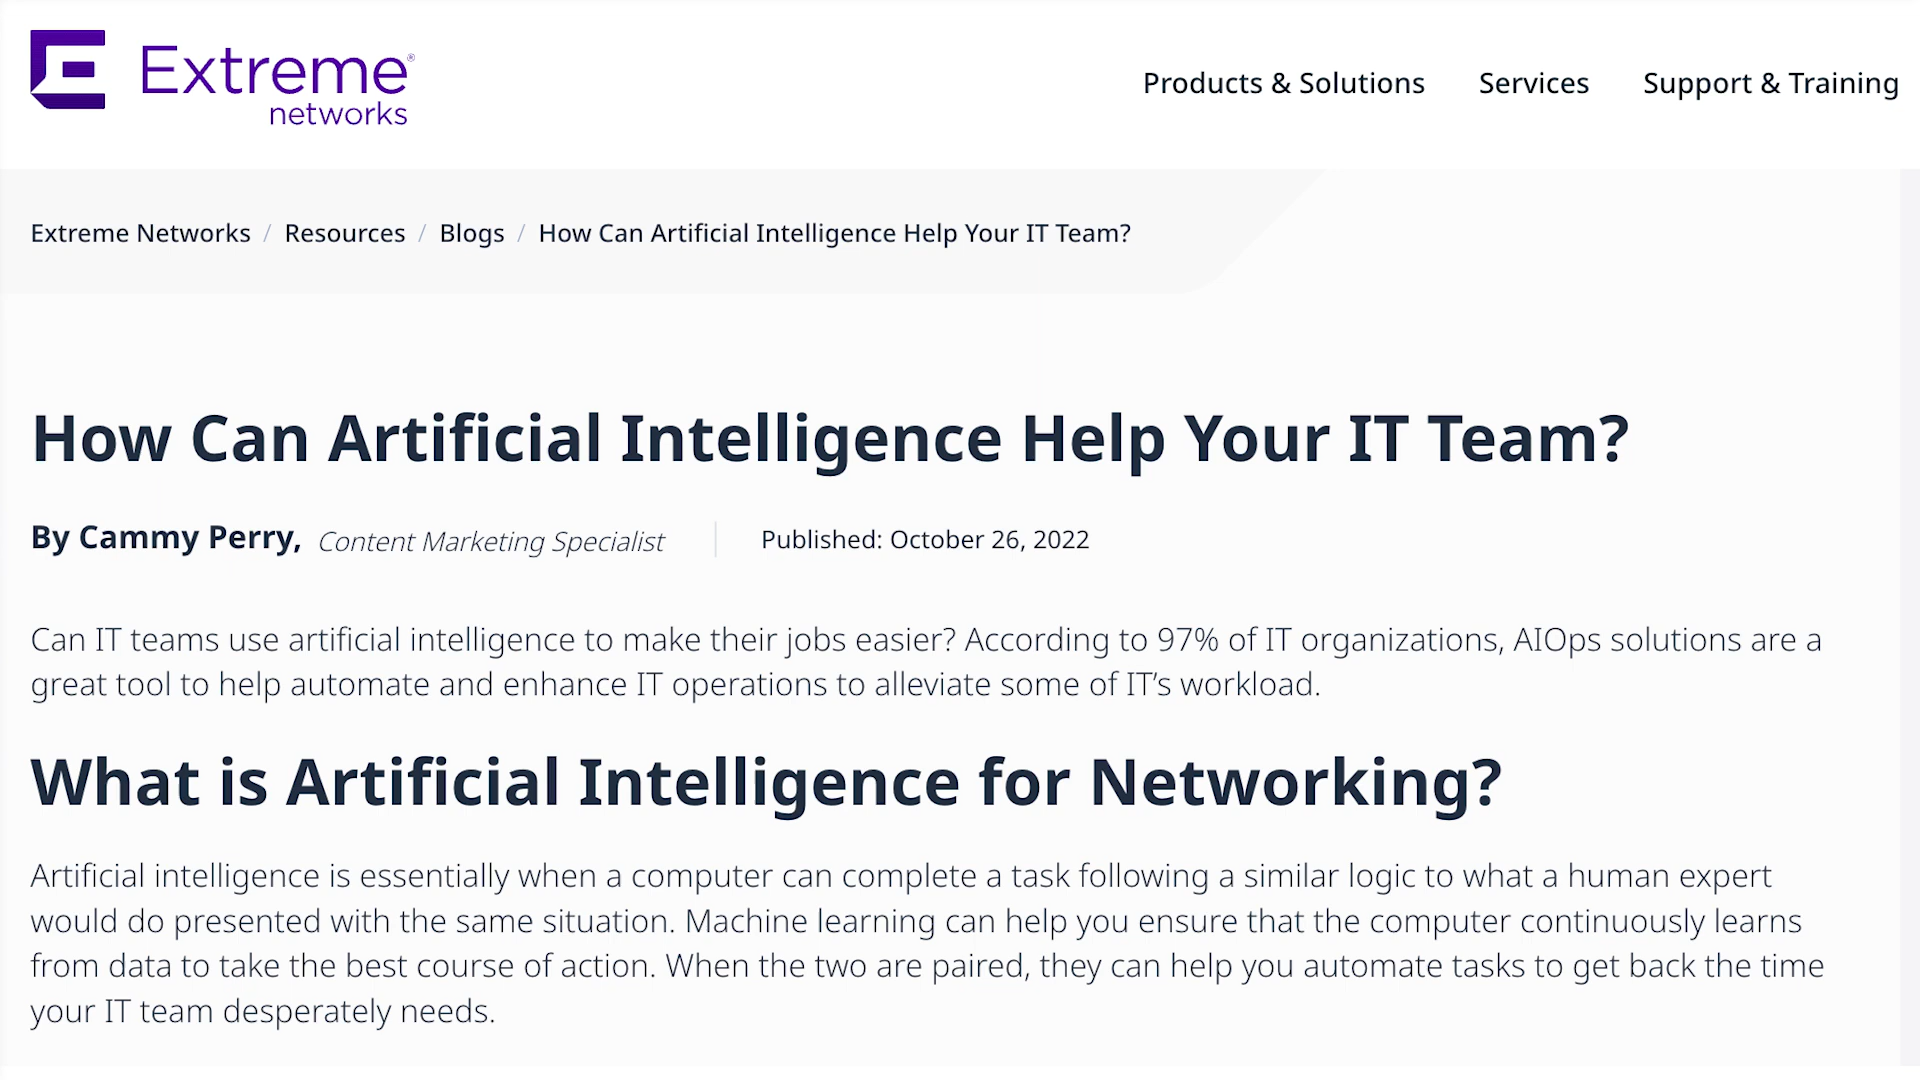 Extreme®
networks
Products & Solutions Services Support & Training
Extreme Networks / Resources / Blogs / How Can Artificial Intelligence Help Your IT Team?
How Can Artificial Intelligence Help Your IT Team?
By Cammy Perry, Content Marketing Specialist Published: October 26, 2022
Can IT teams use artificial intelligence to make their jobs easier? According to 97% of IT organizations, AIOps solutions are a
great tool to help automate and enhance IT operations to alleviate some of IT’s workload.
What is Artificial Intelligence for Networking?
Artificial intelligence is essentially when a computer can complete a task following a similar logic to what a human expert
would do presented with the same situation. Machine learning can help you ensure that the computer continuously learns
from data to take the best course of action. When the two are paired, they can help you automate tasks to get back the time
your IT team desperately needs.